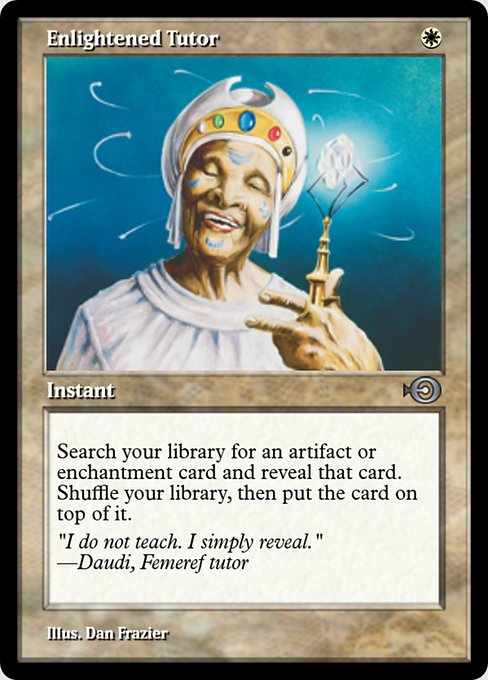 Enlightened Tutor
Instant
Search your library for an artifact or
enchantment card and reveal that card.
Shuffle your library, then put the card on
top of it.
"I do not teach. I simply reveal."
—Daudi, Femeref tutor
Illus. Dan Frazier